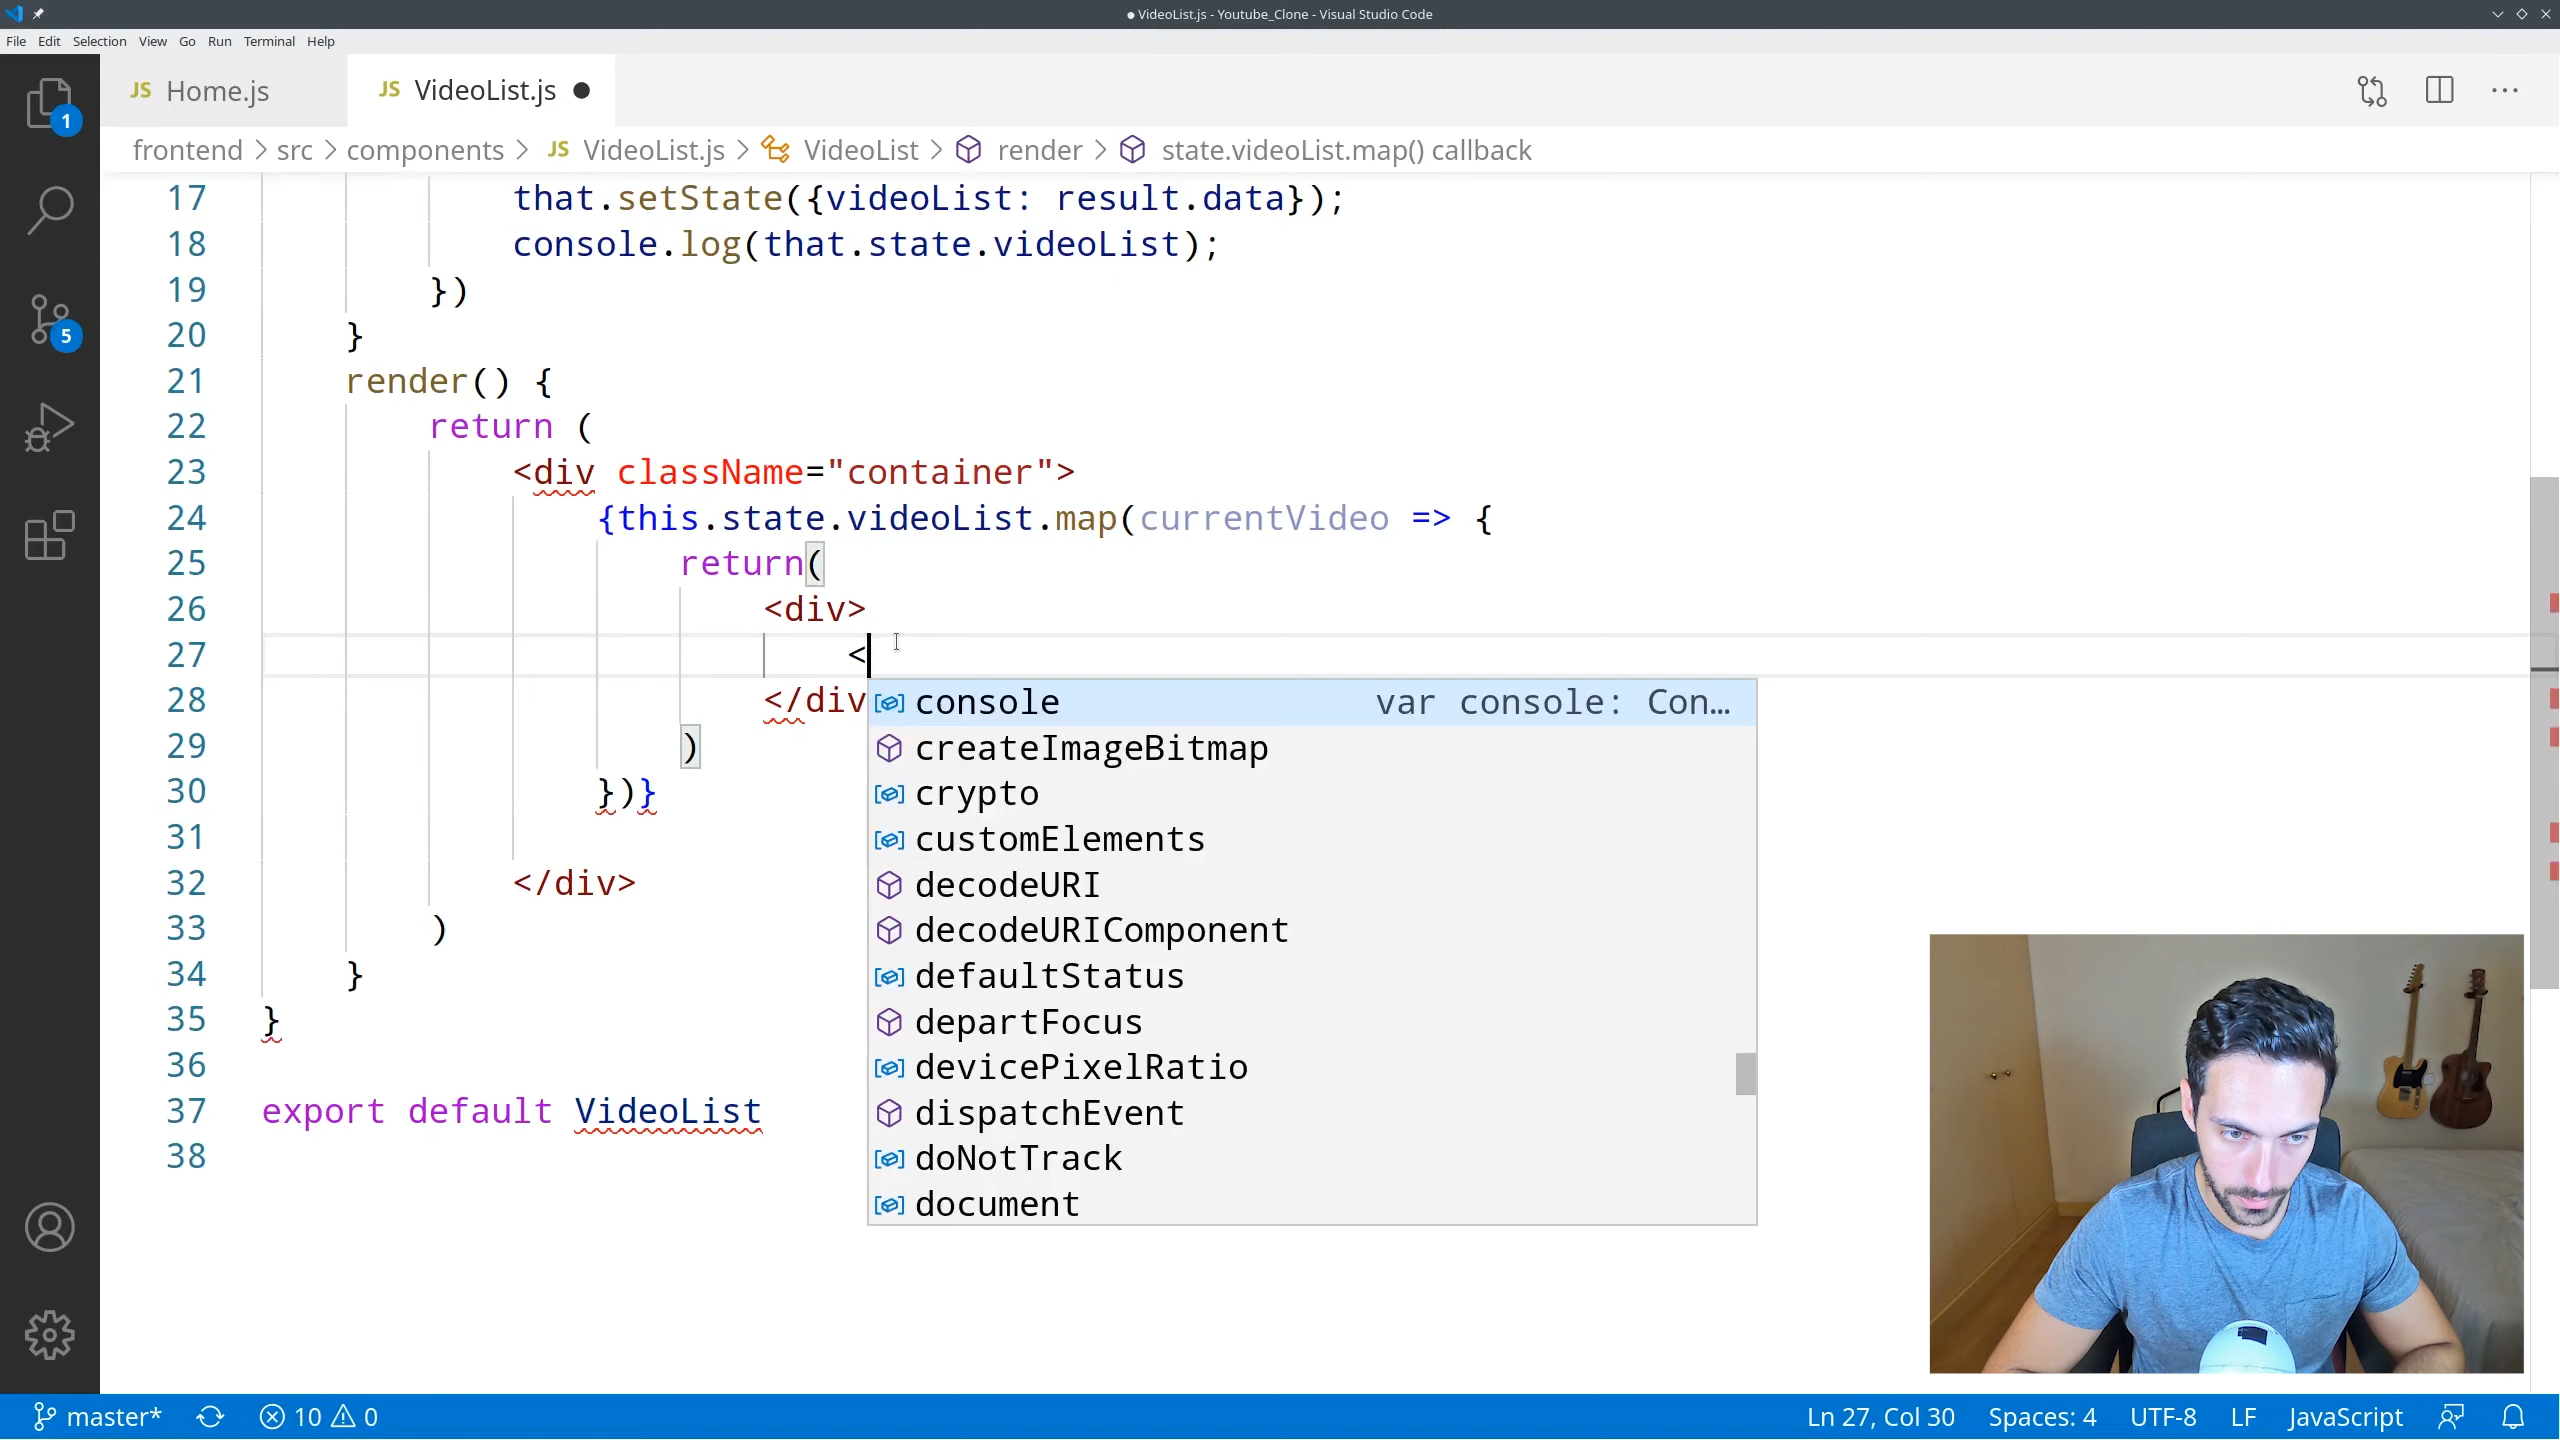 VideoList.js - Youtube_Clone - Visual Studio Code
File Edit Selection View Go Run Terminal Help
JS Home.js JS VideoList.js
frontend > src > components > JS VideoList.js > VideoList > render > state.videoList.map() callback
17 that.setState({videoList: result.data});
18 console.log(that.state.videoList);
19 })
20 }
21 render() {
22 return (
23 <div className="container">
24 {this.state.videoList.map(currentVideo => {
25 return(
26 <div>
27 <
28 </div
29 )
30 })}
31
32 </div>
33 )
34 }
35 }
36
37 export default VideoList
38
console var console: Con…
createImageBitmap
crypto
customElements
decodeURI
decodeURIComponent
defaultStatus
departFocus
devicePixelRatio
dispatchEvent
doNotTrack
document
1
5
master* 10 0 Ln 27, Col 30 Spaces: 4 UTF-8 LF JavaScript